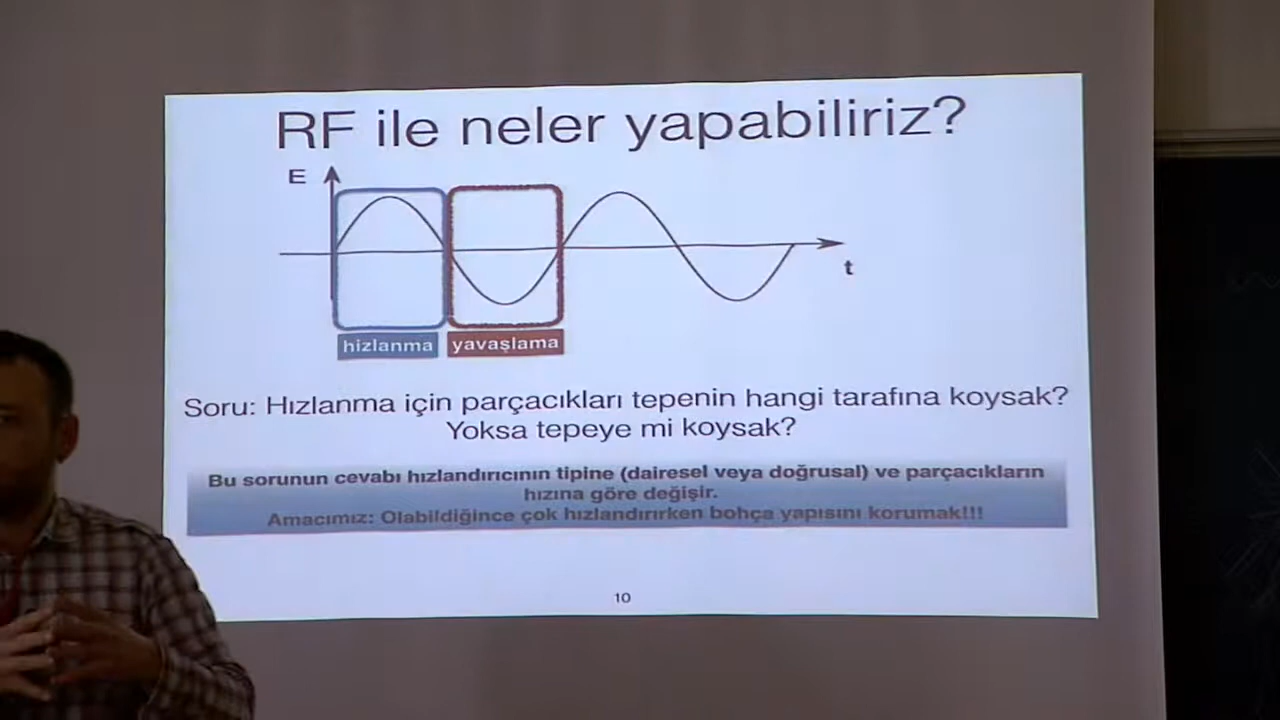 RF ile neler yapabiliriz?
E
t
hizlanma
yavaşlama
Soru: Hızlanma için parçacıkları tepenin hangi tarafına koysak?
Yoksa tepeye mi koysak?
Bu sorunun cevabı hızlandırıcının tipine (dairesel veya doğrusal) ve parçacıkların
hızına göre değişir.
Amacımız: Olabildiğince çok hızlandırırken bohça yapısını korumak!!!
10